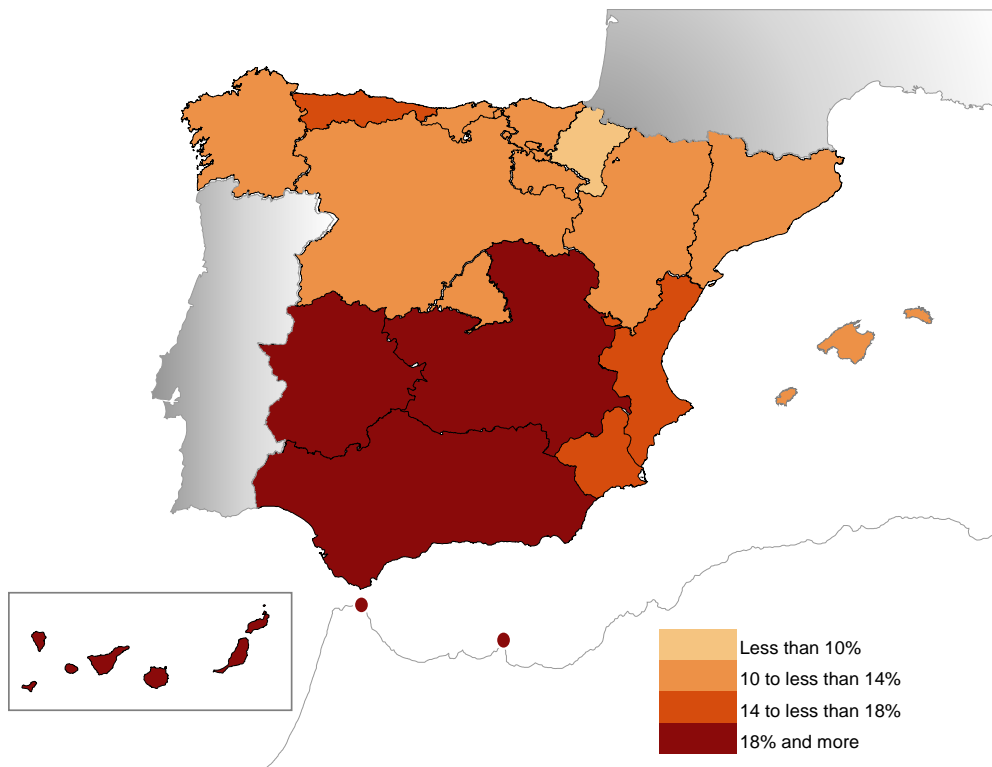 Less than 10%
10 to less than 14%
14 to less than 18%
18% and more